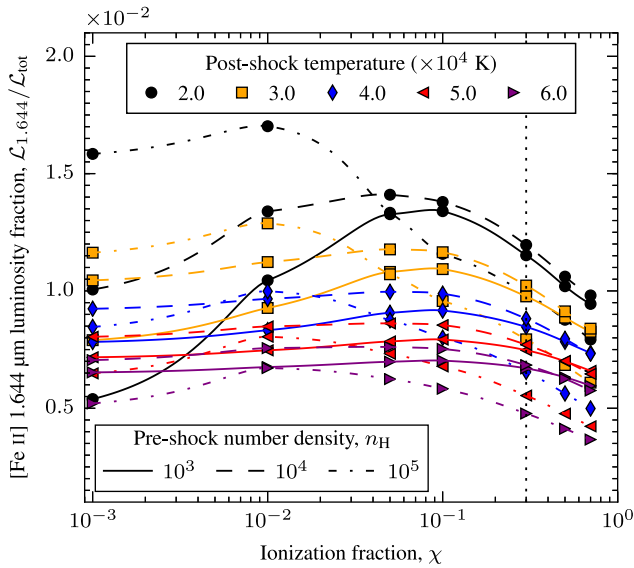 ×10⁻²
2.0
1.5
1.0
0.5
[Fe II] 1.644 μm luminosity fraction, ℒ₁.₆₄₄/ℒₜₒₜ
Post-shock temperature (×10⁴ K)
2.0 3.0 4.0 5.0 6.0
Pre-shock number density, n_H
10³ 10⁴ 10⁵
10⁻³ 10⁻² 10⁻¹ 10⁰
Ionization fraction, χ